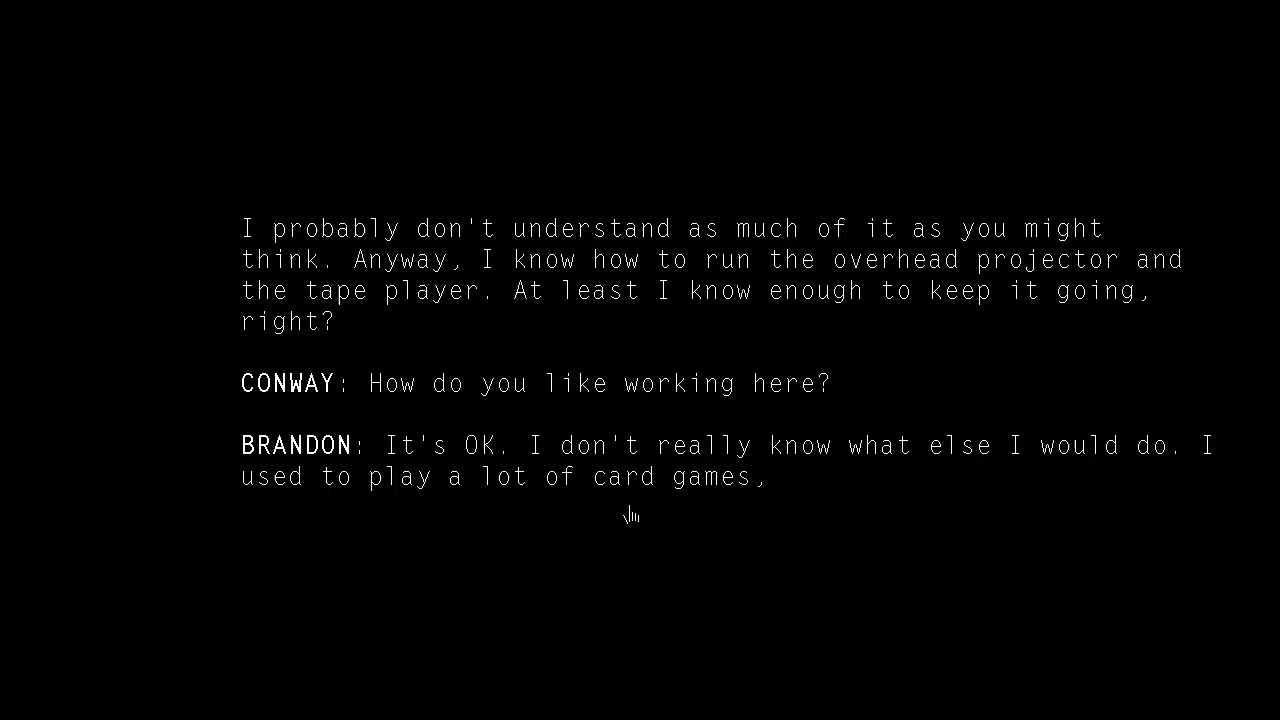 I probably don't understand as much of it as you might
think. Anyway, I know how to run the overhead projector and
the tape player. At least I know enough to keep it going,
right?
CONWAY: How do you like working here?
BRANDON: It's OK. I don't really know what else I would do. I
used to play a lot of card games,